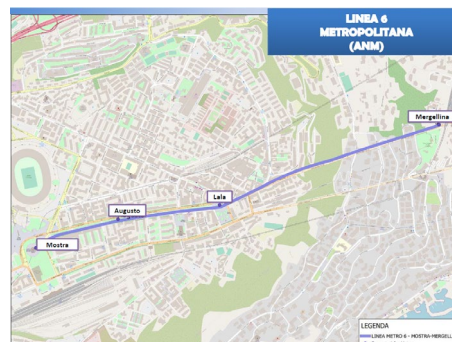 LINEA 6
METROPOLITANA
(ANM)
Mergellina
Lala
Augusto
Mostra
LEGENDA
LINEA METRO 6 - MOSTRA-MERGELL